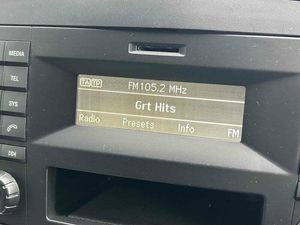 MEDIA
TEL
SYS
TA TP
FM105.2 MHz
Grt Hits
Radio Presets Info FM